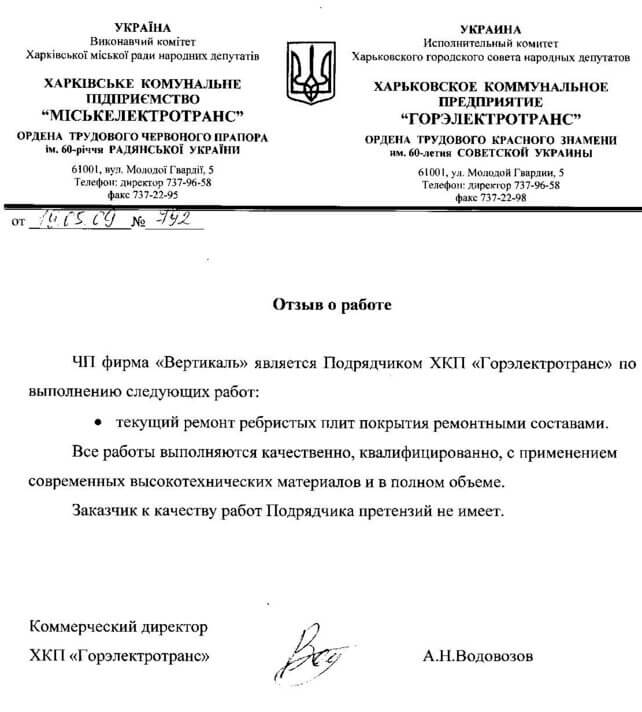 УКРАЇНА
Виконавчий комітет
Харківської міської ради народних депутатів
ХАРКІВСЬКЕ КОМУНАЛЬНЕ
ПІДПРИЄМСТВО
“МІСЬКЕЛЕКТРОТРАНС”
ОРДЕНА ТРУДОВОГО ЧЕРВОНОГО ПРАПОРА
ім. 60-річчя РАДЯНСЬКОЇ УКРАЇНИ
61001, вул. Молодої Гвардії, 5
Телефон: директор 737-96-58
факс 737-22-95
УКРАИНА
Исполнительный комитет
Харьковского городского совета народных депутатов
ХАРЬКОВСКОЕ КОММУНАЛЬНОЕ
ПРЕДПРИЯТИЕ
“ГОРЭЛЕКТРОТРАНС”
ОРДЕНА ТРУДОВОГО КРАСНОГО ЗНАМЕНИ
им. 60-летия СОВЕТСКОЙ УКРАИНЫ
61001, ул. Молодой Гвардии, 5
Телефон: директор 737-96-58
факс 737-22-98
от 14.05.09 № 792
Отзыв о работе
ЧП фирма «Вертикаль» является Подрядчиком ХКП «Горэлектротранс» по
выполнению следующих работ:
• текущий ремонт ребристых плит покрытия ремонтными составами.
Все работы выполняются качественно, квалифицированно, с применением
современных высокотехнических материалов и в полном объеме.
Заказчик к качеству работ Подрядчика претензий не имеет.
Коммерческий директор
ХКП «Горэлектротранс» А.Н.Водовозов